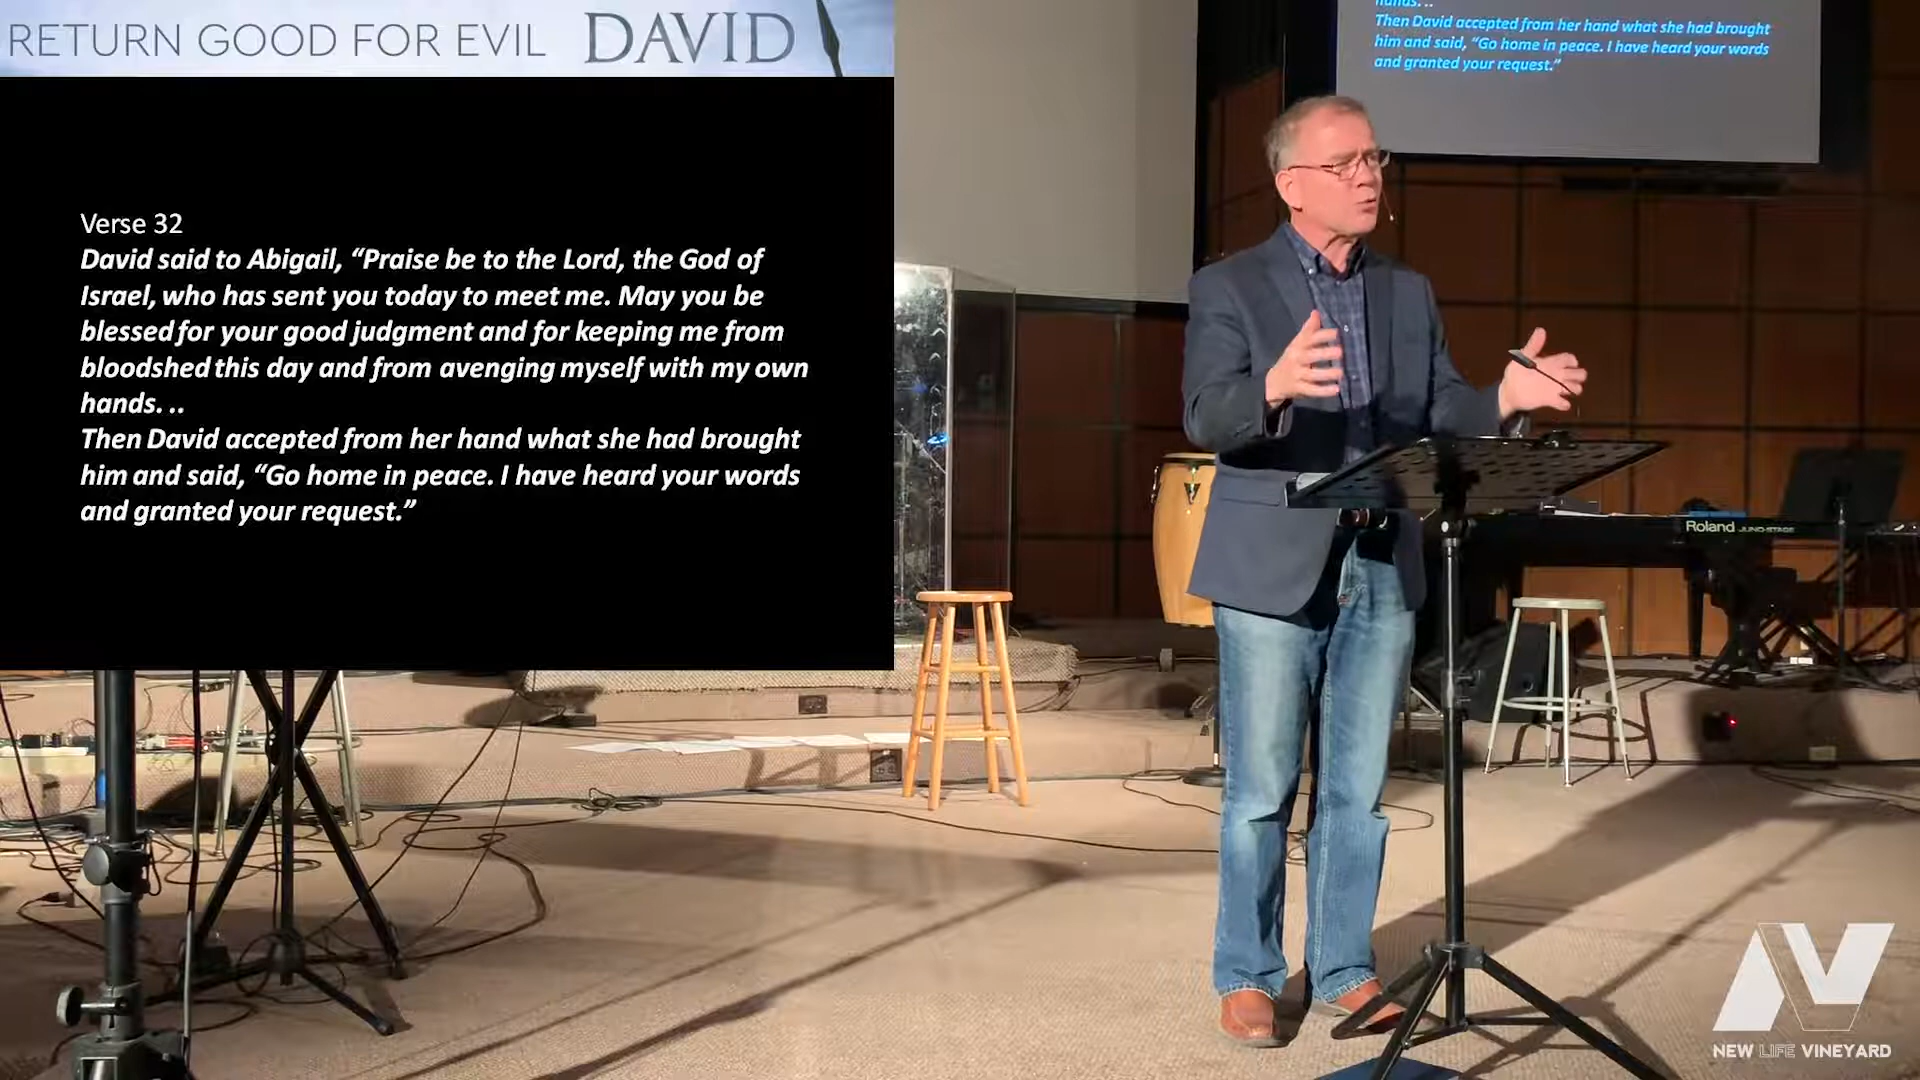 RETURN GOOD FOR EVIL DAVID
Verse 32
David said to Abigail, “Praise be to the Lord, the God of
Israel, who has sent you today to meet me. May you be
blessed for your good judgment and for keeping me from
bloodshed this day and from avenging myself with my own
hands. ..
Then David accepted from her hand what she had brought
him and said, “Go home in peace. I have heard your words
and granted your request.”
hands. ..
Then David accepted from her hand what she had brought
him and said, “Go home in peace. I have heard your words
and granted your request.”
Roland JUNO-STAGE
NEW LIFE VINEYARD